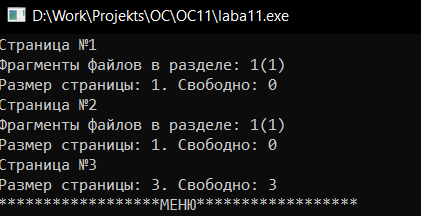 D:\Work\Projekts\OC\OC11\laba11.exe
Страница №1
Фрагменты файлов в разделе: 1(1)
Размер страницы: 1. Свободно: 0
Страница №2
Фрагменты файлов в разделе: 1(1)
Размер страницы: 1. Свободно: 0
Страница №3
Размер страницы: 3. Свободно: 3
******************МЕНЮ******************